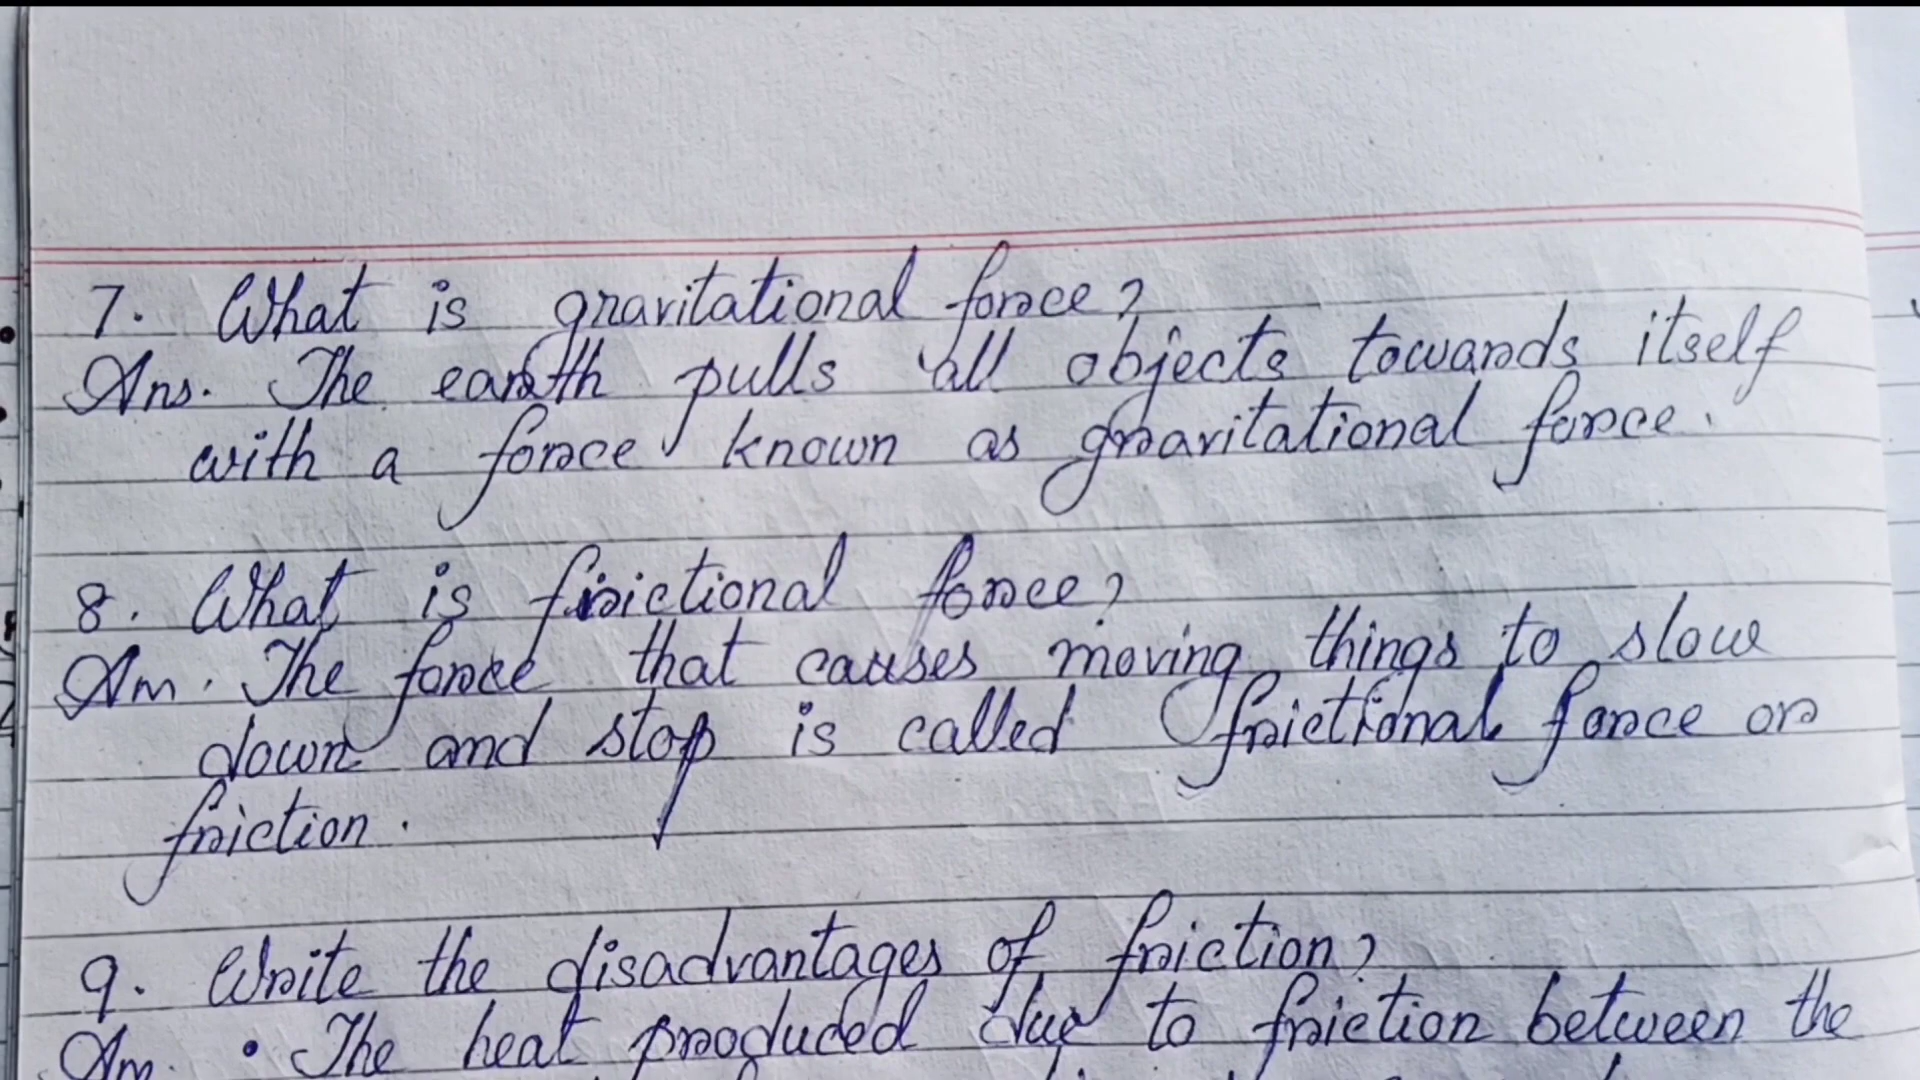 7. What is gravitational force?
Ans. The earth pulls all objects towards itself
with a force known as gravitational force.
8. What is frictional force?
Ans. The force that causes moving things to slow
down and stop is called frictional force or
friction.
9. Write the disadvantages of friction?
Ans. • The heat produced due to friction between the